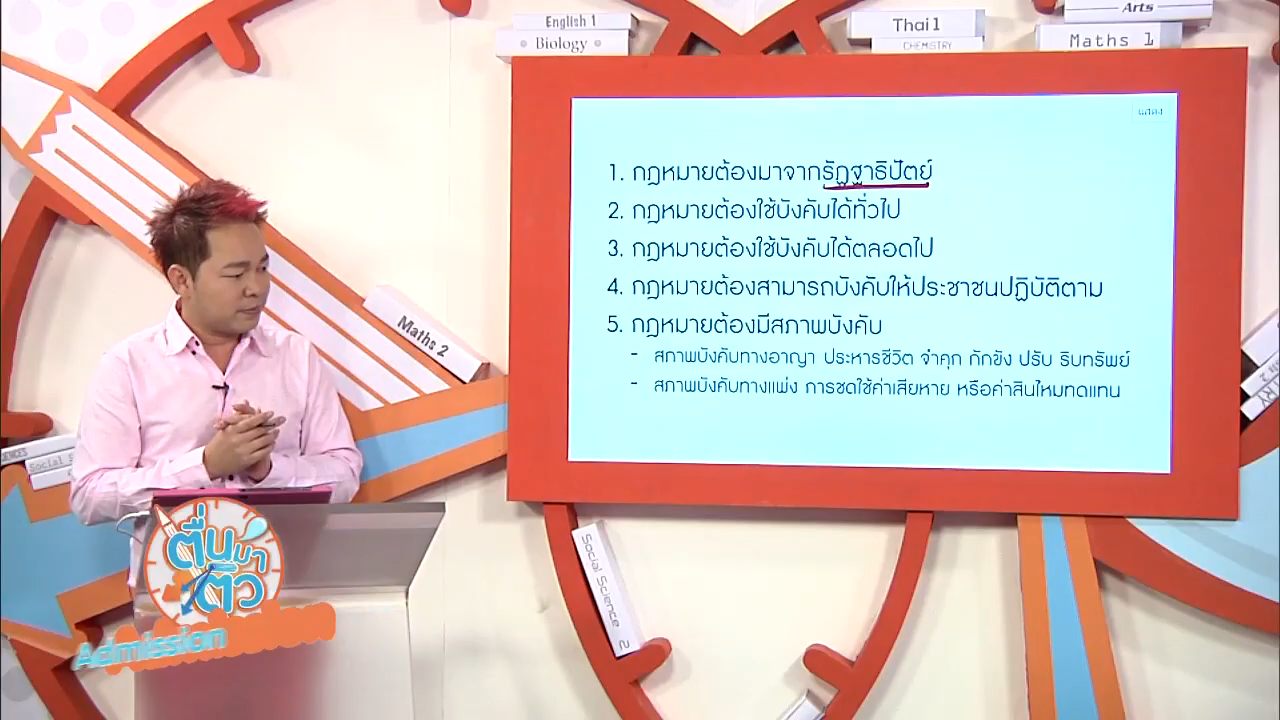 English 1
Biology
Thai 1
CHEMISTRY
Arts
Maths 1
แสดง
1. กฎหมายต้องมาจากรัฏฐาธิปัตย์
2. กฎหมายต้องใช้บังคับได้ทั่วไป
3. กฎหมายต้องใช้บังคับได้ตลอดไป
4. กฎหมายต้องสามารถบังคับให้ประชาชนปฏิบัติตาม
5. กฎหมายต้องมีสภาพบังคับ
- สภาพบังคับทางอาญา ประหารชีวิต จำคุก กักขัง ปรับ ริบทรัพย์
- สภาพบังคับทางแพ่ง การชดใช้ค่าเสียหาย หรือค่าสินไหมทดแทน
Maths 2
Social S
Social Science 2
ตื่นมาติว
Admission